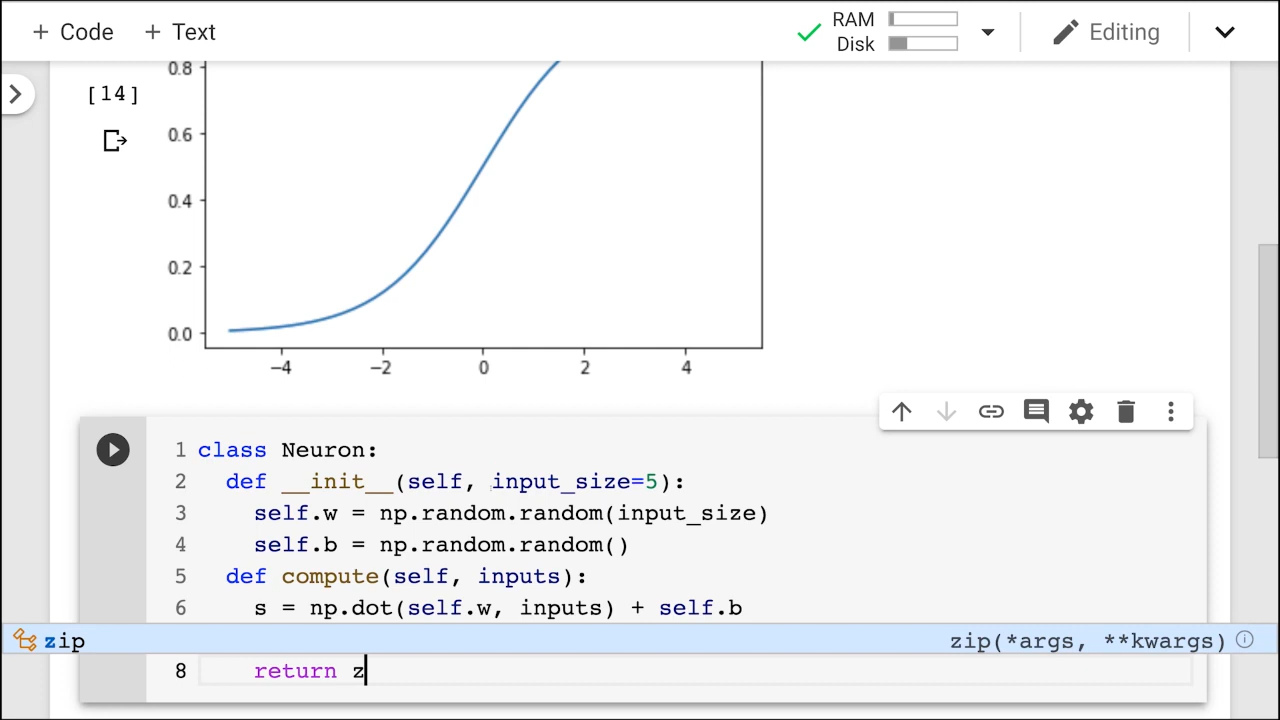 + Code + Text RAM Disk Editing
0.8
[14]
0.6
0.4
0.2
0.0
−4 −2 0 2 4
1 class Neuron:
2 def __init__(self, input_size=5):
3 self.w = np.random.random(input_size)
4 self.b = np.random.random()
5 def compute(self, inputs):
6 s = np.dot(self.w, inputs) + self.b
zip zip(*args, **kwargs)
8 return z